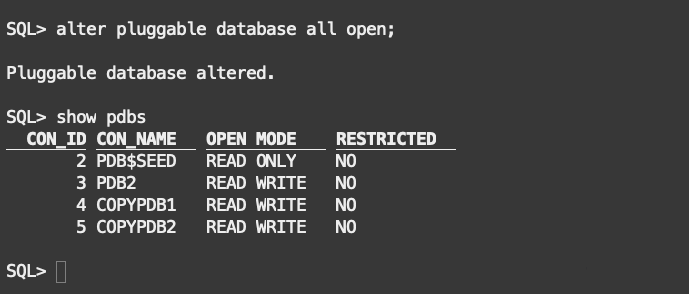 SQL> alter pluggable database all open;
Pluggable database altered.
SQL> show pdbs
CON_ID CON_NAME OPEN MODE RESTRICTED
2 PDB$SEED READ ONLY NO
3 PDB2 READ WRITE NO
4 COPYPDB1 READ WRITE NO
5 COPYPDB2 READ WRITE NO
SQL>